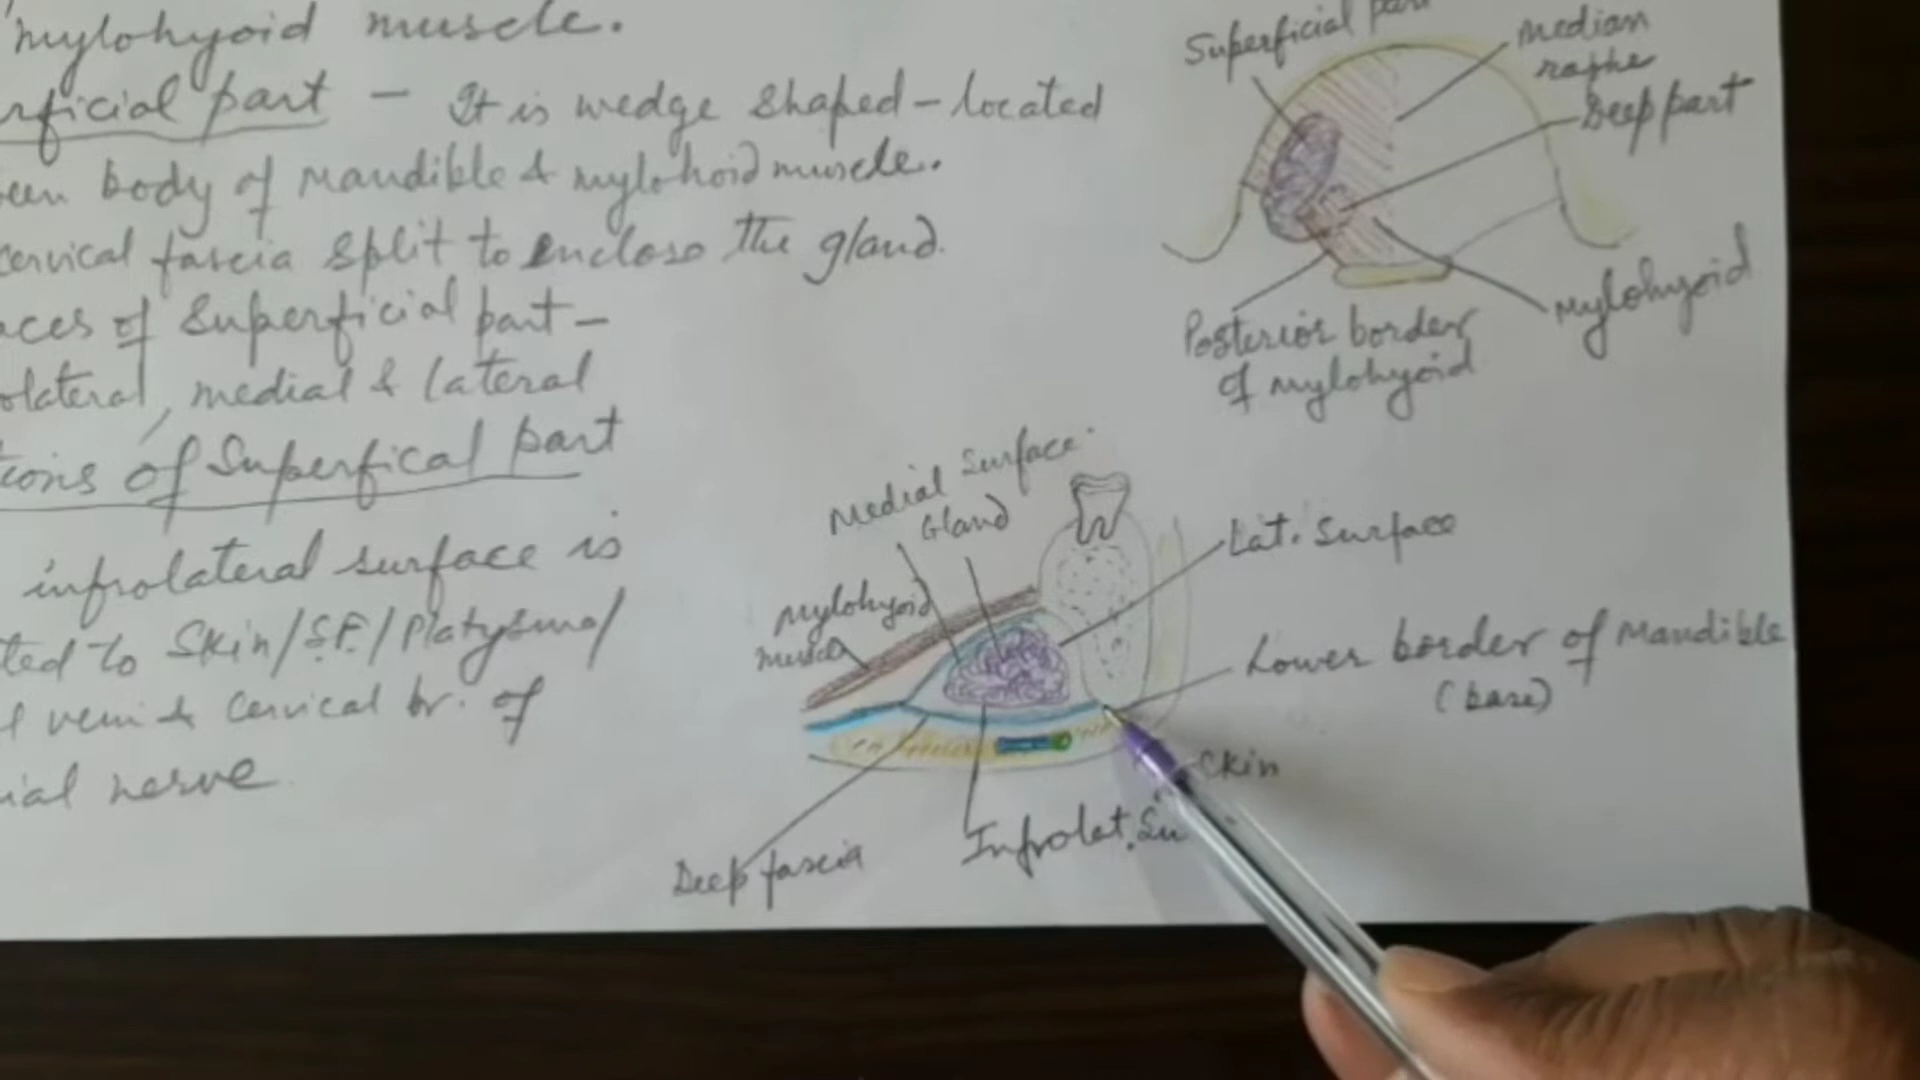 mylohyoid muscle.
rficial part - It is wedge shaped - located
een body of Mandible & mylohoid muscle.
cervical fascia split to enclose the gland.
aces of Superficial part -
olateral, medial & lateral
tions of Superfical part
infrolateral surface is
ted to Skin/S.F./Platysma/
l vein & cervical br. of
ial nerve
Superficial part
Median
raphe
Deep part
Mylohyoid
Posterior border
of mylohyoid
Medial Surface
Gland
Lat. Surface
mylohyoid
muscle
Lower border of Mandible
(base)
Skin
Infrolat. Su
Deep fascia